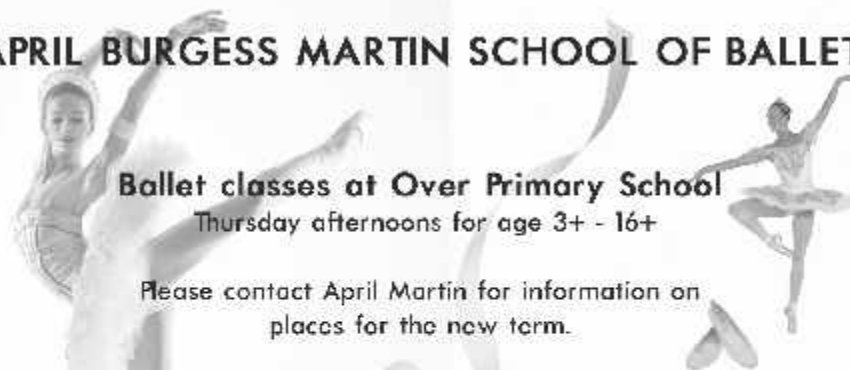 APRIL BURGESS MARTIN SCHOOL OF BALLET
Ballet classes at Over Primary School
Thursday afternoons for age 3+ - 16+
Please contact April Martin for information on
places for the new term.